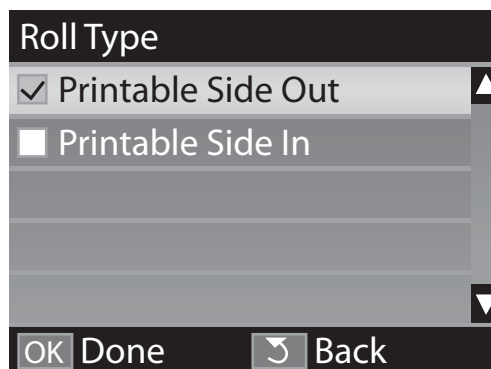 Roll Type
Printable Side Out
Printable Side In
OK Done Back